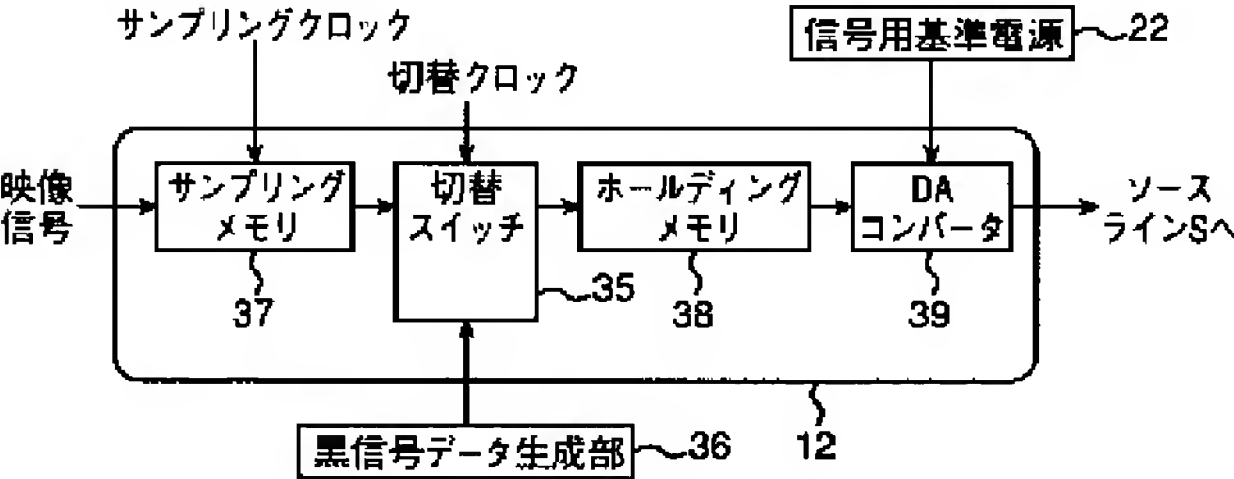 サンプリングクロック
信号用基準電源
22
切替クロック
映像
信号
サンプリング
メモリ
切替
スイッチ
ホールディング
メモリ
DA
コンバータ
ソース
ラインSへ
37
35
38
39
黒信号データ生成部
36
12